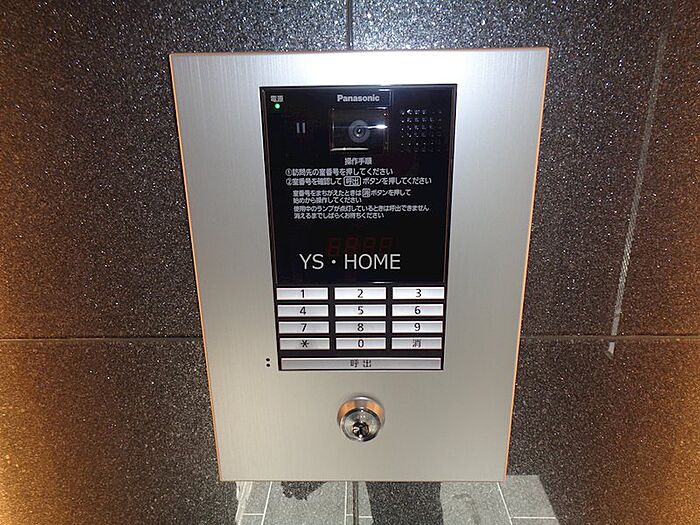 電源
Panasonic
操作手順
①訪問先の室番号を押してください
②室番号を確認して 呼出 ボタンを押してください
室番号をまちがえたときは 消 ボタンを押して
始めから操作してください
使用中のランプが点灯しているときは呼出できません
消えるまでしばらくお待ちください
YS・HOME
1 2 3
4 5 6
7 8 9
* 0 消
呼出